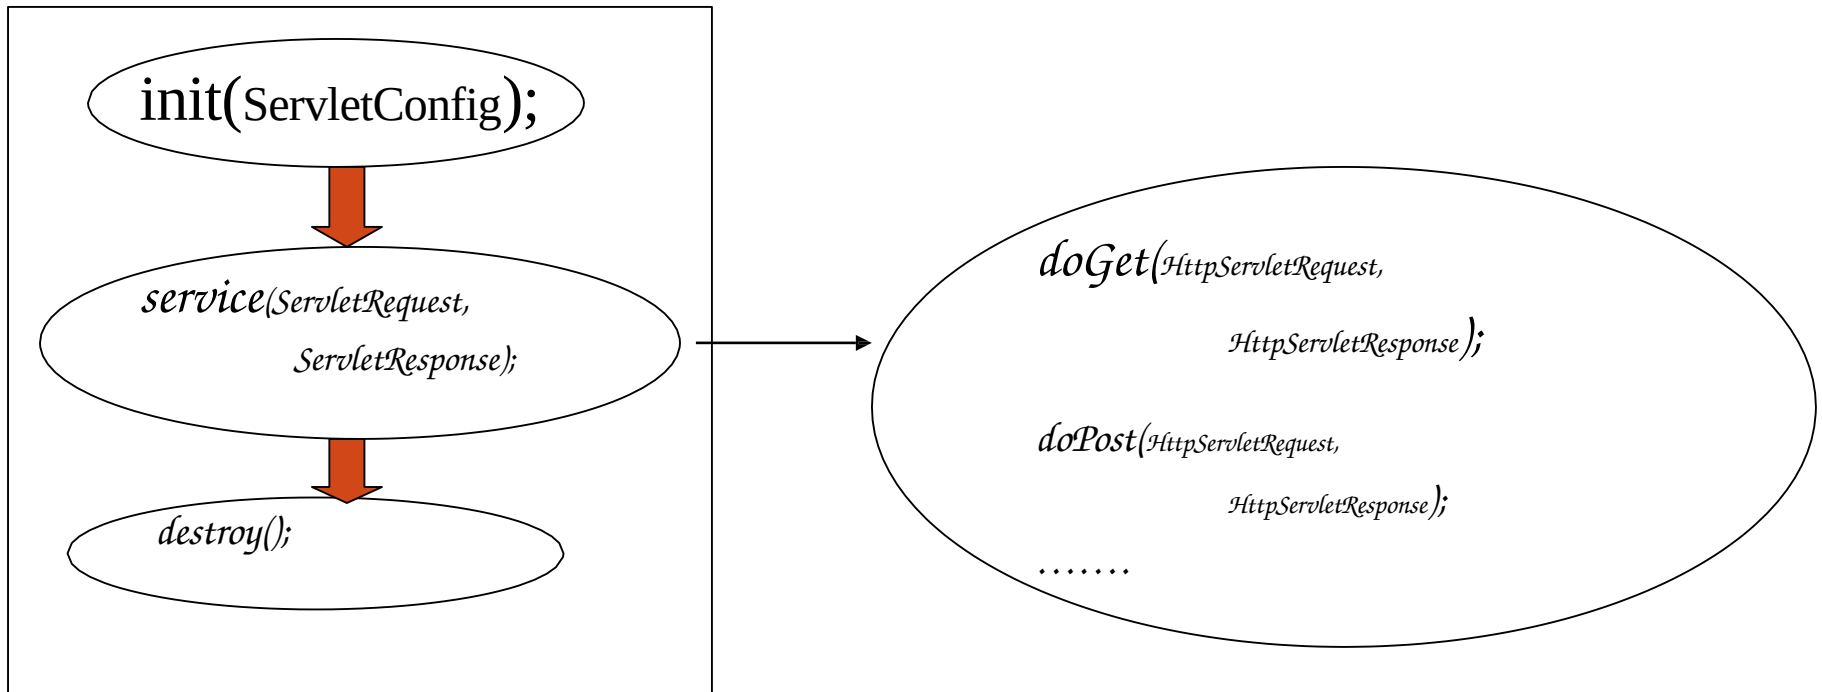 init(ServletConfig);
service(ServletRequest,
ServletResponse);
destroy();
doGet(HttpServletRequest,
HttpServletResponse);
doPost(HttpServletRequest,
HttpServletResponse);
.......